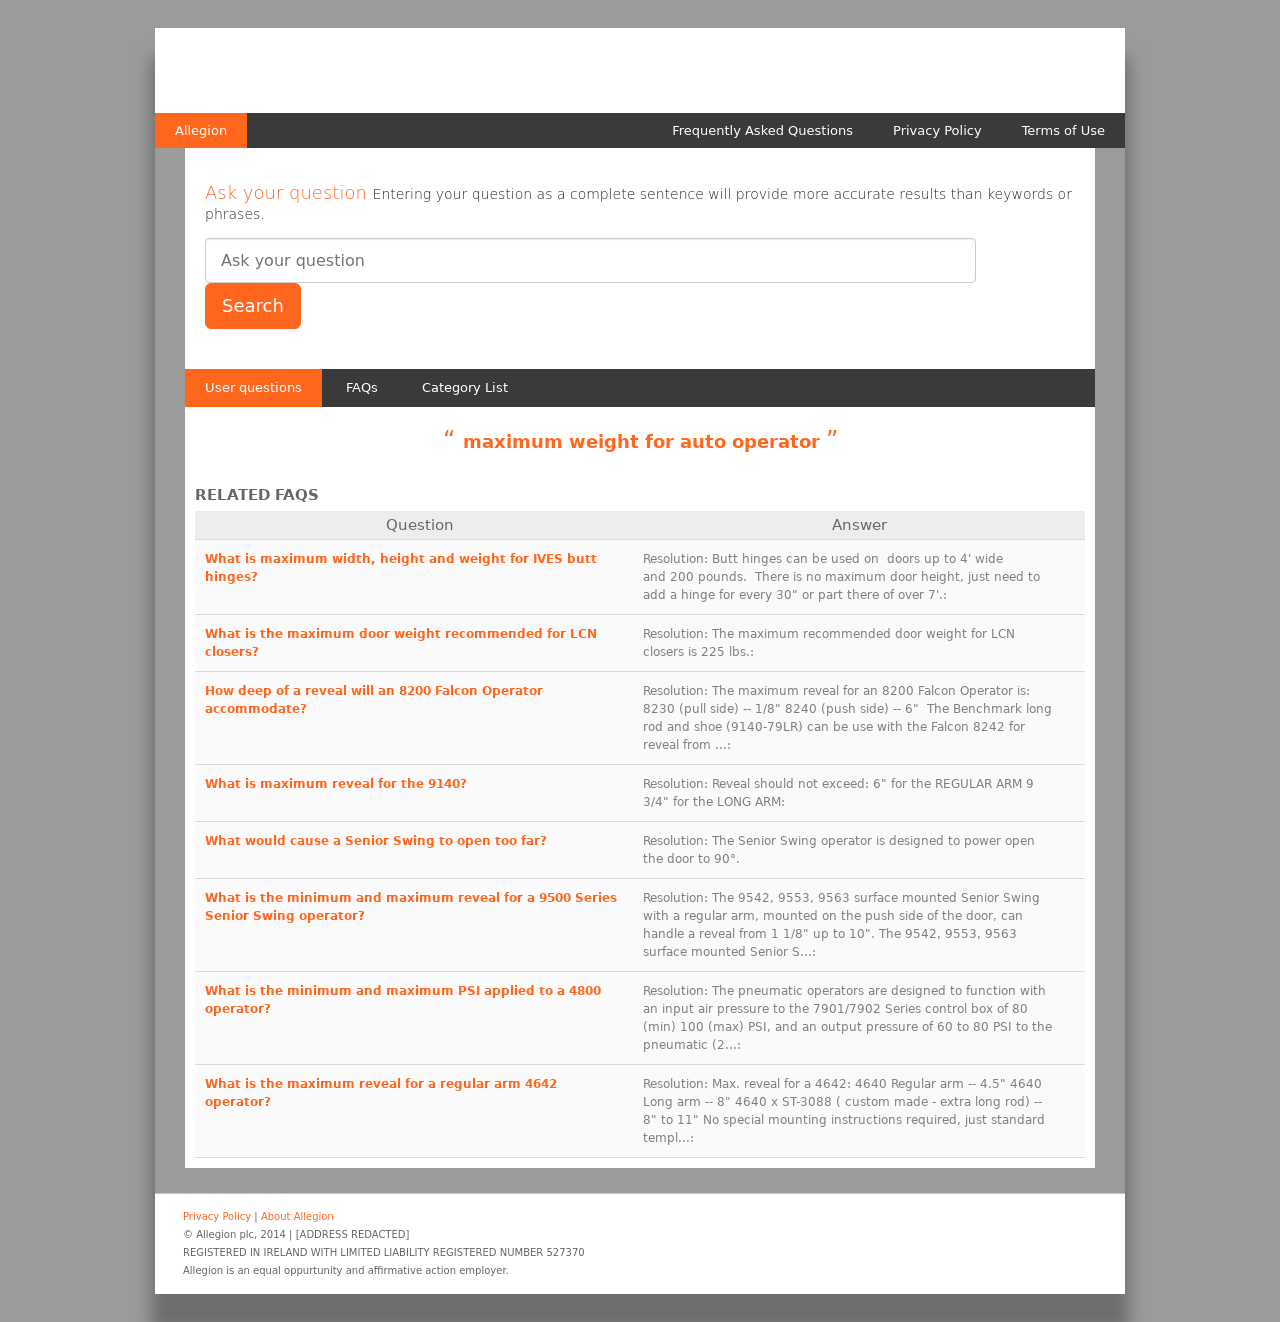 Allegion Frequently Asked Questions Privacy Policy Terms of Use
Ask your question Entering your question as a complete sentence will provide more accurate results than keywords or
phrases.
Ask your question
Search
User questions FAQs Category List
“ maximum weight for auto operator ”
RELATED FAQS
Question Answer
What is maximum width, height and weight for IVES butt
hinges?
Resolution: Butt hinges can be used on  doors up to 4' wide
and 200 pounds.  There is no maximum door height, just need to
add a hinge for every 30" or part there of over 7'.:
What is the maximum door weight recommended for LCN
closers?
Resolution: The maximum recommended door weight for LCN
closers is 225 lbs.:
How deep of a reveal will an 8200 Falcon Operator
accommodate?
Resolution: The maximum reveal for an 8200 Falcon Operator is:
8230 (pull side) -- 1/8" 8240 (push side) -- 6"  The Benchmark long
rod and shoe (9140-79LR) can be use with the Falcon 8242 for
reveal from ...:
What is maximum reveal for the 9140?
Resolution: Reveal should not exceed: 6" for the REGULAR ARM 9
3/4" for the LONG ARM:
What would cause a Senior Swing to open too far?
Resolution: The Senior Swing operator is designed to power open
the door to 90°.
What is the minimum and maximum reveal for a 9500 Series
Senior Swing operator?
Resolution: The 9542, 9553, 9563 surface mounted Senior Swing
with a regular arm, mounted on the push side of the door, can
handle a reveal from 1 1/8" up to 10". The 9542, 9553, 9563
surface mounted Senior S...:
What is the minimum and maximum PSI applied to a 4800
operator?
Resolution: The pneumatic operators are designed to function with
an input air pressure to the 7901/7902 Series control box of 80
(min) 100 (max) PSI, and an output pressure of 60 to 80 PSI to the
pneumatic (2...:
What is the maximum reveal for a regular arm 4642
operator?
Resolution: Max. reveal for a 4642: 4640 Regular arm -- 4.5" 4640
Long arm -- 8" 4640 x ST-3088 ( custom made - extra long rod) --
8" to 11" No special mounting instructions required, just standard
templ...:
Privacy Policy | About Allegion
© Allegion plc, 2014 | [ADDRESS REDACTED]
REGISTERED IN IRELAND WITH LIMITED LIABILITY REGISTERED NUMBER 527370
Allegion is an equal oppurtunity and affirmative action employer.